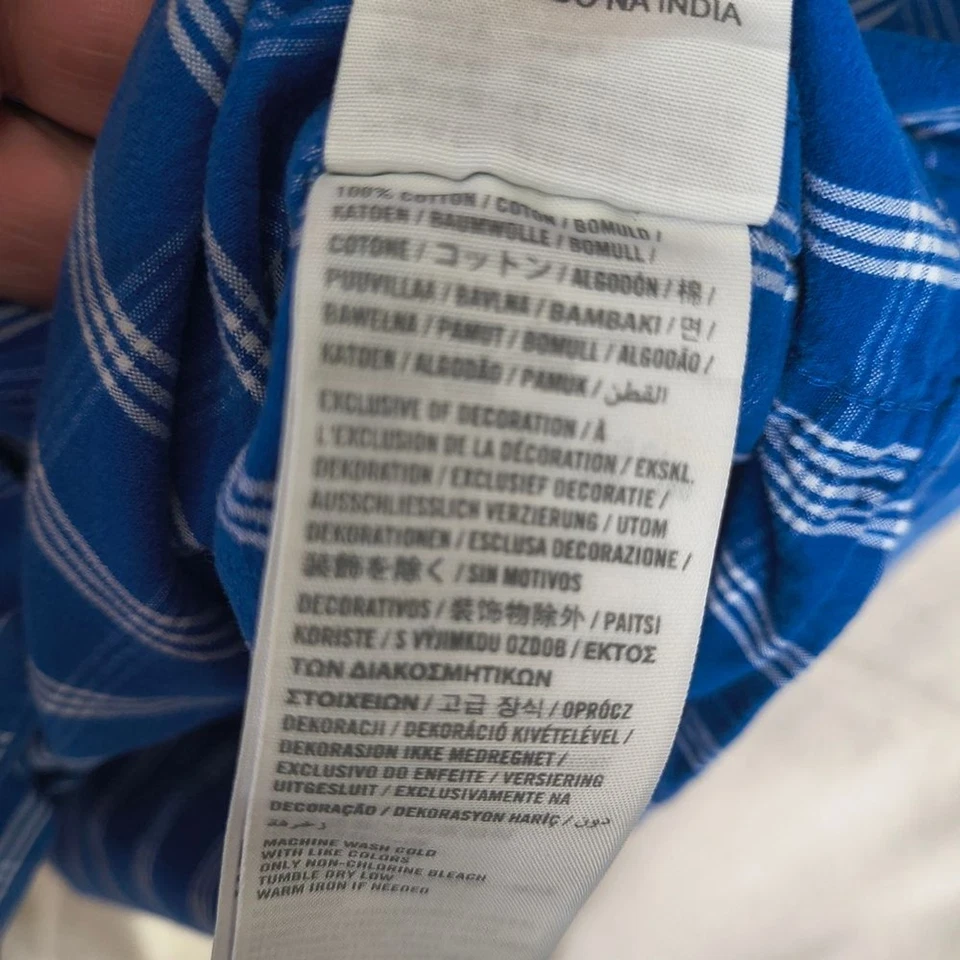 NA INDIA
100% COTTON / COTON / BOMULD /
KATOEN / BAUMWOLLE / BOMULL /
COTONE / コットン / ALGODÓN / 棉 /
PUUVILLAA / BAVLNA / BAMBAKI / 면 /
BAWEŁNA / PAMUT / BOMULL / ALGODÃO /
KATOEN / ALGODÃO / PAMUK / القطن
EXCLUSIVE OF DECORATION / À
L'EXCLUSION DE LA DÉCORATION / EKSKL.
DEKORATION / EXCLUSIEF DECORATIE /
AUSSCHLIESSLICH VERZIERUNG / UTOM
DEKORATIONEN / ESCLUSA DECORAZIONE /
装飾を除く / SIN MOTIVOS
DECORATIVOS / 装饰物除外 / PAITSI
KORISTE / S VÝJIMKOU OZDOB / ΕΚΤΟΣ
ΤΩΝ ΔΙΑΚΟΣΜΗΤΙΚΩΝ
ΣΤΟΙΧΕΙΩΝ / 고급 장식 / OPRÓCZ
DEKORACJI / DEKORÁCIÓ KIVÉTELÉVEL /
DEKORASJON IKKE MEDREGNET /
EXCLUSIVO DO ENFEITE / VERSIERING
UITGESLUIT / EXCLUSIVAMENTE NA
DECORAÇÃO / DEKORASYON HARİÇ / دون
زخرفة
MACHINE WASH COLD
WITH LIKE COLORS
ONLY NON-CHLORINE BLEACH
TUMBLE DRY LOW
WARM IRON IF NEEDED